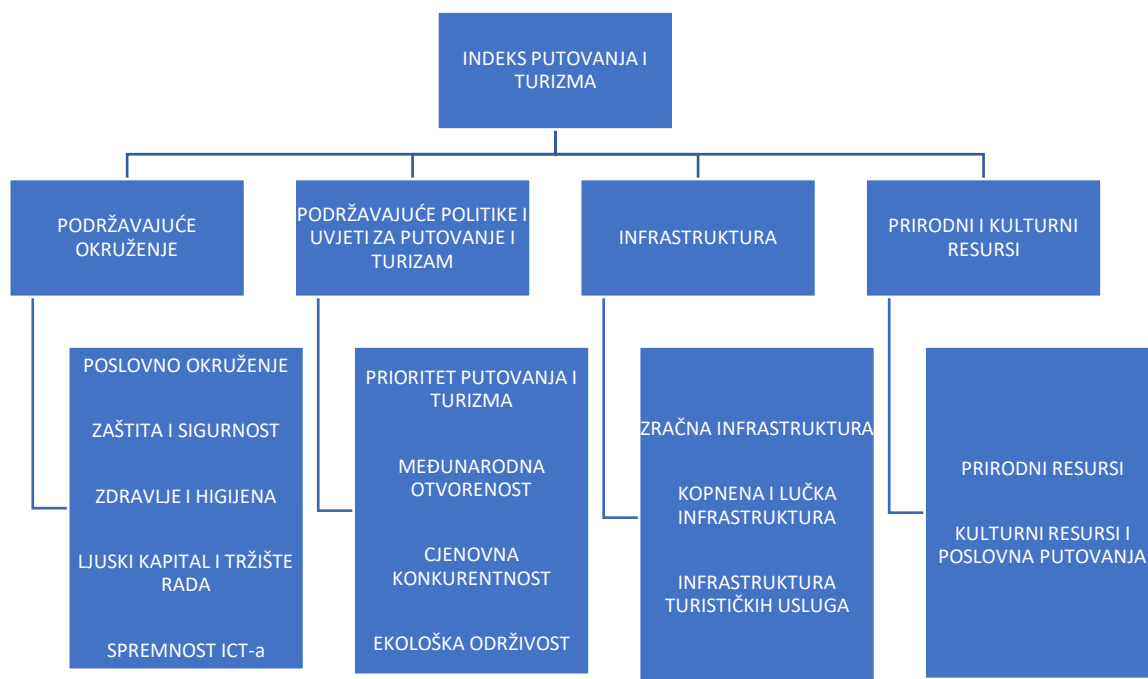 INDEKS PUTOVANJA I
TURIZMA
PODRŽAVAJUĆE
OKRUŽENJE
PODRŽAVAJUĆE POLITIKE I
UVJETI ZA PUTOVANJE I
TURIZAM
INFRASTRUKTURA
PRIRODNI I KULTURNI
RESURSI
POSLOVNO OKRUŽENJE
ZAŠTITA I SIGURNOST
ZDRAVLJE I HIGIJENA
LJUSKI KAPITAL I TRŽIŠTE
RADA
SPREMNOST ICT-a
PRIORITET PUTOVANJA I
TURIZMA
MEĐUNARODNA
OTVORENOST
CJENOVNA
KONKURENTNOST
EKOLOŠKA ODRŽIVOST
ZRAČNA INFRASTRUKTURA
KOPNENA I LUČKA
INFRASTRUKTURA
INFRASTRUKTURA
TURISTIČKIH USLUGA
PRIRODNI RESURSI
KULTURNI RESURSI I
POSLOVNA PUTOVANJA